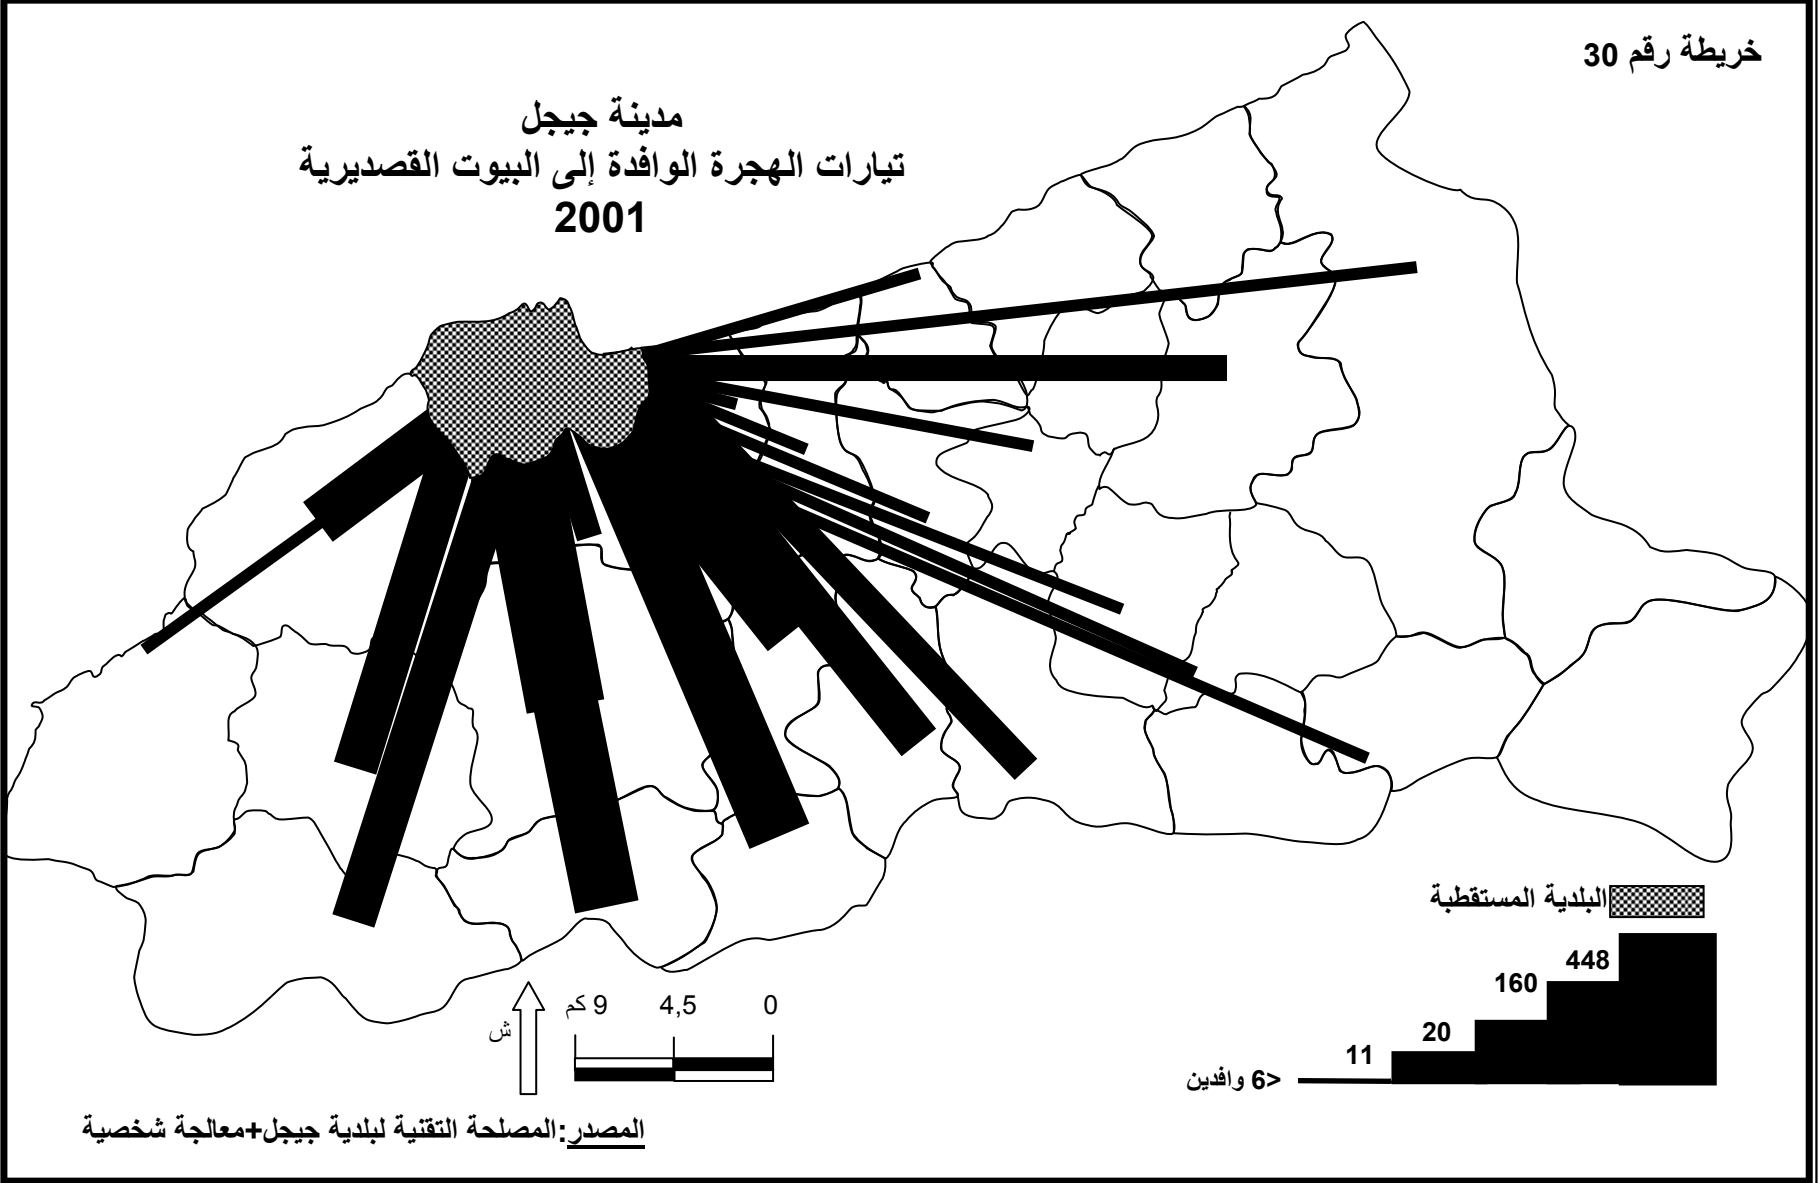 خريطة رقم 30
مدينة جيجل
تيارات الهجرة الوافدة إلى البيوت القصديرية
2001
البلدية المستقطبة
448
160
20
11
<6 وافدين
0
4,5
9 كم
ش
المصدر:المصلحة التقنية لبلدية جيجل+معالجة شخصية